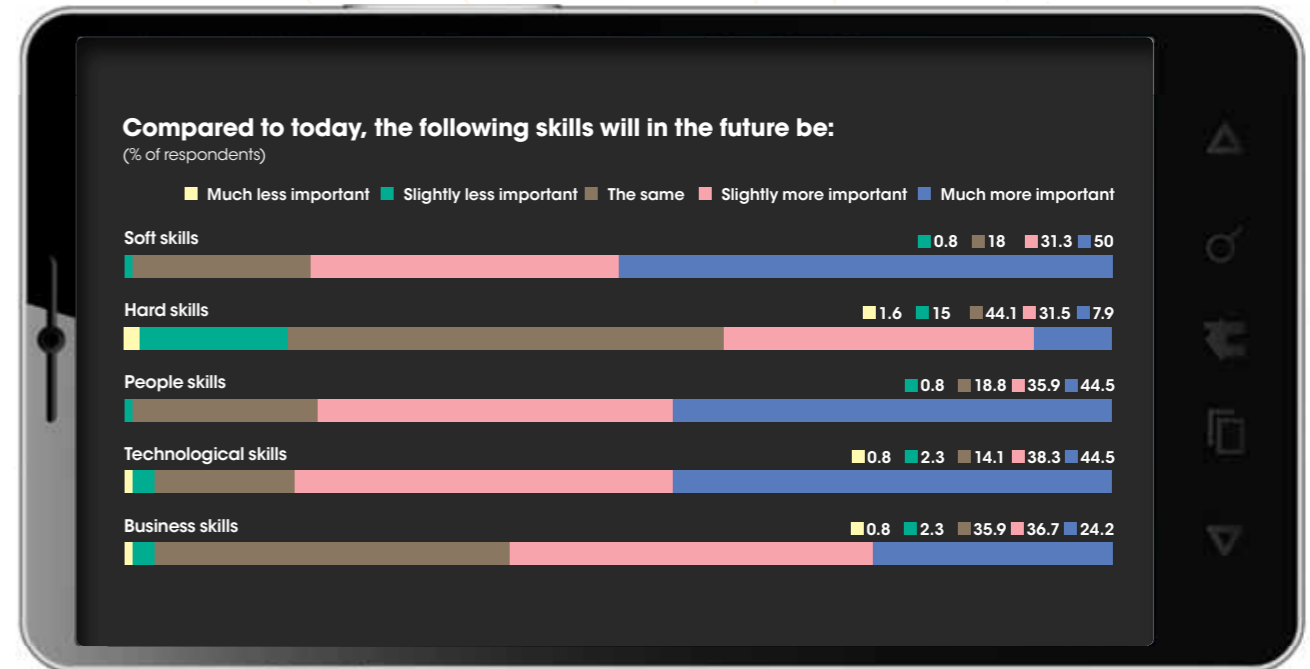 Compared to today, the following skills will in the future be:
(% of respondents)
Much less important Slightly less important The same Slightly more important Much more important
Soft skills
0.8 18 31.3 50
Hard skills
1.6 15 44.1 31.5 7.9
People skills
0.8 18.8 35.9 44.5
Technological skills
0.8 2.3 14.1 38.3 44.5
Business skills
0.8 2.3 35.9 36.7 24.2